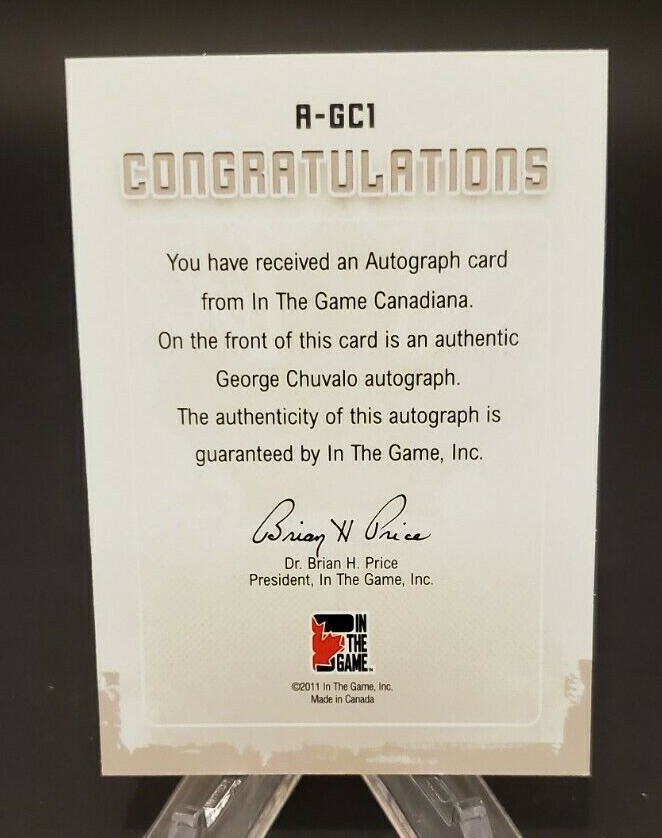 A-GC1
CONGRATULATIONS
You have received an Autograph card
from In The Game Canadiana.
On the front of this card is an authentic
George Chuvalo autograph.
The authenticity of this autograph is
guaranteed by In The Game, Inc.
Brian H Price
Dr. Brian H. Price
President, In The Game, Inc.
IN
THE
GAME
©2011 In The Game, Inc.
Made in Canada